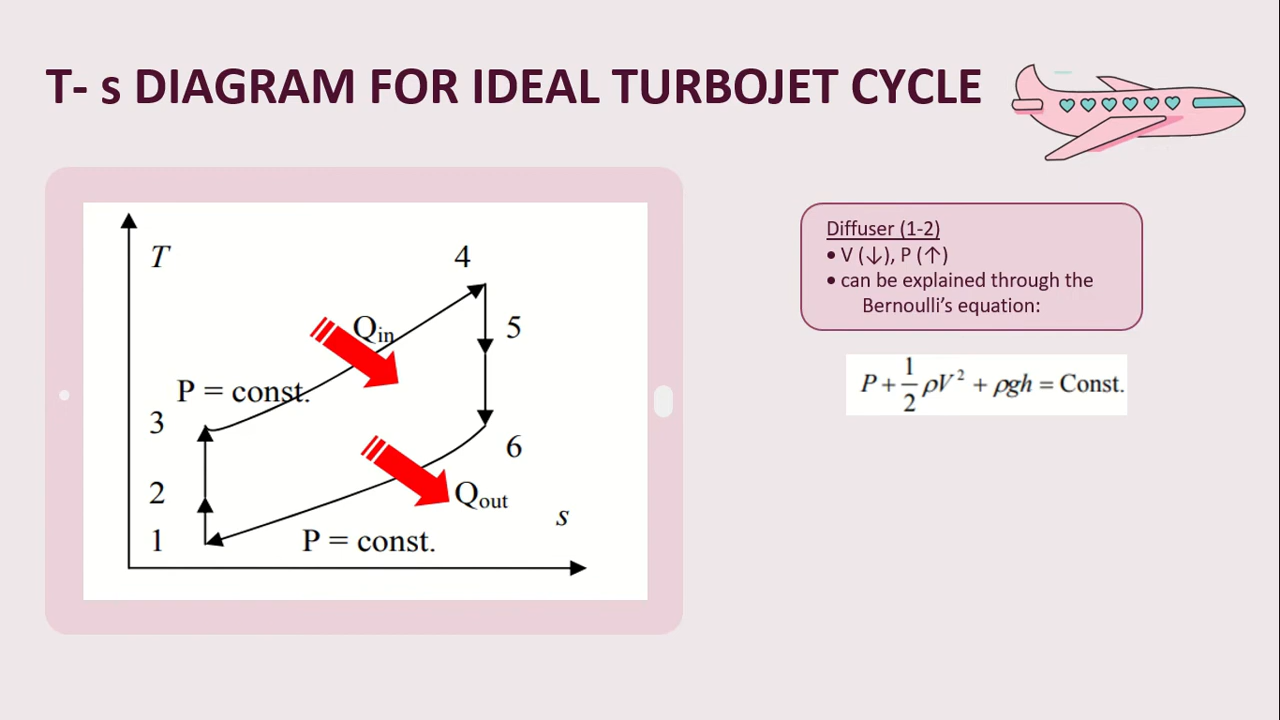 T- s DIAGRAM FOR IDEAL TURBOJET CYCLE
T
4
Qin
5
P = const.
3
6
2
Qout
s
1
P = const.
Diffuser (1-2)
• V (↓), P (↑)
• can be explained through the
Bernoulli's equation:
P + 1/2 ρV² + ρgh = Const.